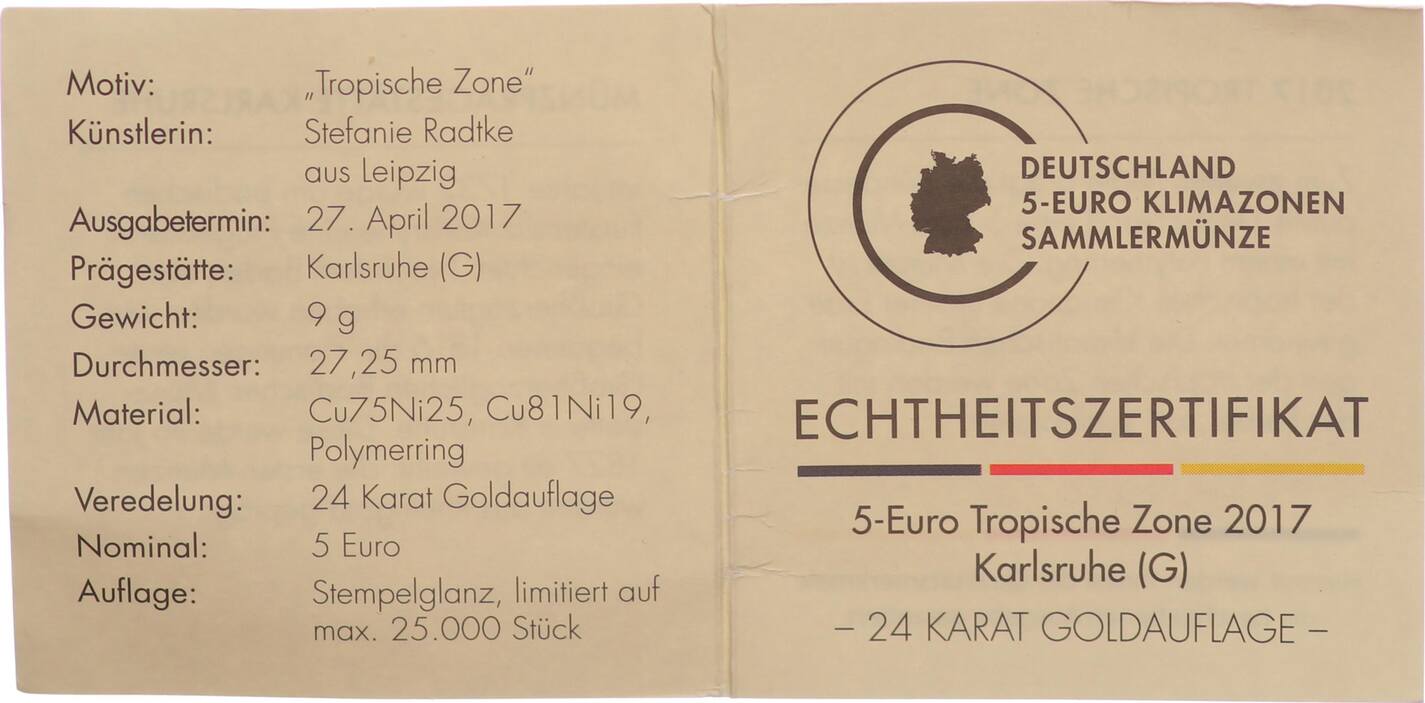 Motiv: „Tropische Zone“
Künstlerin: Stefanie Radtke
aus Leipzig
Ausgabetermin: 27. April 2017
Prägestätte: Karlsruhe (G)
Gewicht: 9 g
Durchmesser: 27,25 mm
Material: Cu75Ni25, Cu81Ni19,
Polymerring
Veredelung: 24 Karat Goldauflage
Nominal: 5 Euro
Auflage: Stempelglanz, limitiert auf
max. 25.000 Stück
DEUTSCHLAND
5-EURO KLIMAZONEN
SAMMLERMÜNZE
ECHTHEITSZERTIFIKAT
5-Euro Tropische Zone 2017
Karlsruhe (G)
– 24 KARAT GOLDAUFLAGE –